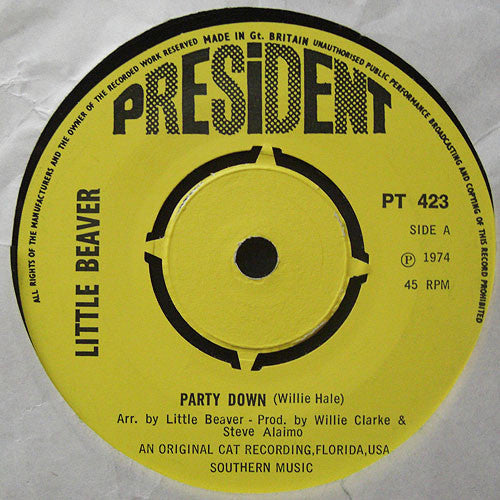 ALL RIGHTS OF THE MANUFACTURERS AND THE OWNER OF THE RECORDED WORK RESERVED MADE IN Gt. BRITAIN UNAUTHORISED PUBLIC PERFORMANCE BROADCASTING AND COPYING OF THIS RECORD PROHIBITED
PRESiDENT
LITTLE BEAVER
PT 423
SIDE A
℗ 1974
45 RPM
PARTY DOWN (Willie Hale)
Arr. by Little Beaver - Prod. by Willie Clarke &
Steve Alaimo
AN ORIGINAL CAT RECORDING,FLORIDA,USA
SOUTHERN MUSIC